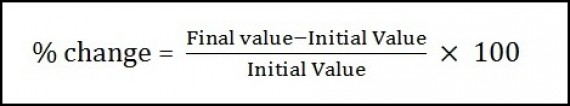 % change = Final value−Initial Value / Initial Value × 100